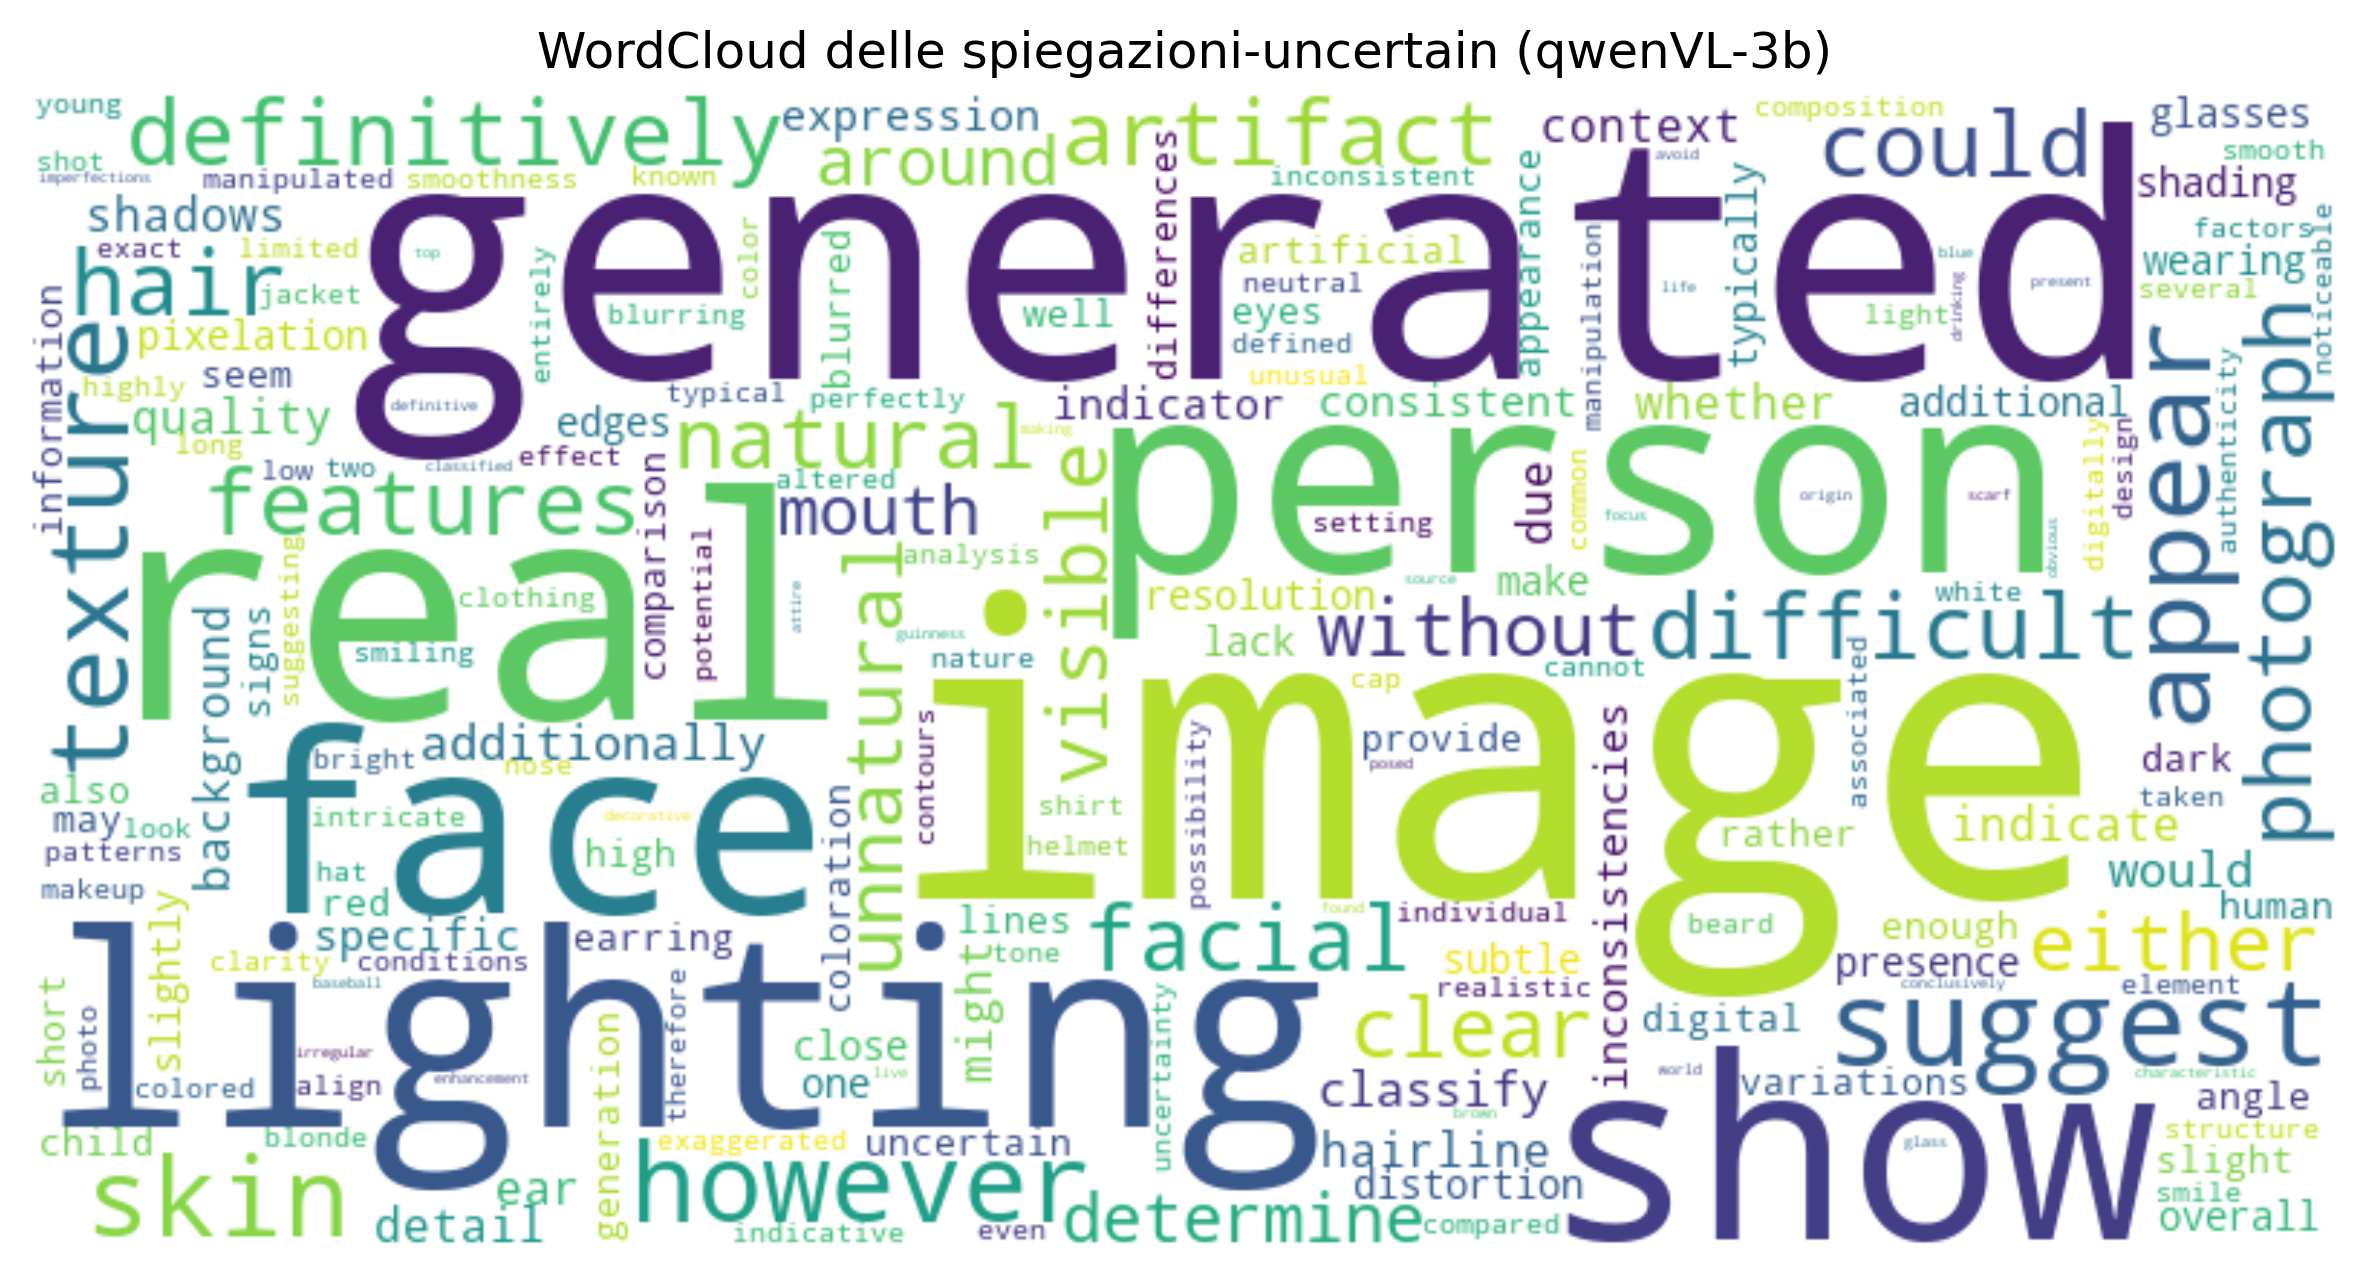 WordCloud delle spiegazioni-uncertain (qwenVL-3b)
young
definitively
expression
artifact
context
composition
could
glasses
shot
around
avoid
smooth
imperfections
manipulated
smoothness
known
inconsistent
shading
shadows
generated
differences
appearance
typically
factors
exact
limited
top
entirely
color
blurred
artificial
manipulation
blue
wearing
noticeable
hair
jacket
neutral
life
drinking
present
several
information
texture
pixelation
blurring
well
eyes
light
appear
photograph
seem
defined
highly
typical
perfectly
unusual
authenticity
quality
definitive
edges
natural
making
indicator
consistent
whether
additional
long
low
two
classified
effect
visible
person
due
common
digitally
design
features
comparison
altered
mouth
setting
focus
origin
scarf
obvious
real
suggesting
potential
unnatural
analysis
source
make
background
signs
clothing
attire
resolution
white
smiling
guinness
lack
without
difficult
nature
cannot
cap
associated
face
additionally
contours
image
provide
inconsistencies
bright
nose
posed
dark
also
coloration
possibility
taken
may
look
intricate
decorative
shirt
rather
indicate
patterns
high
helmet
would
makeup
hat
red
found
individual
beard
enough
human
lighting
slightly
specific
earring
lines
facial
either
clarity
conditions
tone
subtle
presence
short
baseball
might
realistic
conclusively
element
photo
therefore
generation
uncertainty
clear
digital
suggest
irregular
close
colored
align
enhancement
one
live
classify
world
variations
characteristic
show
brown
angle
child
blonde
exaggerated
uncertain
hairline
glass
structure
skin
however
distortion
slight
ear
smile
detail
indicative
even
determine
compared
overall